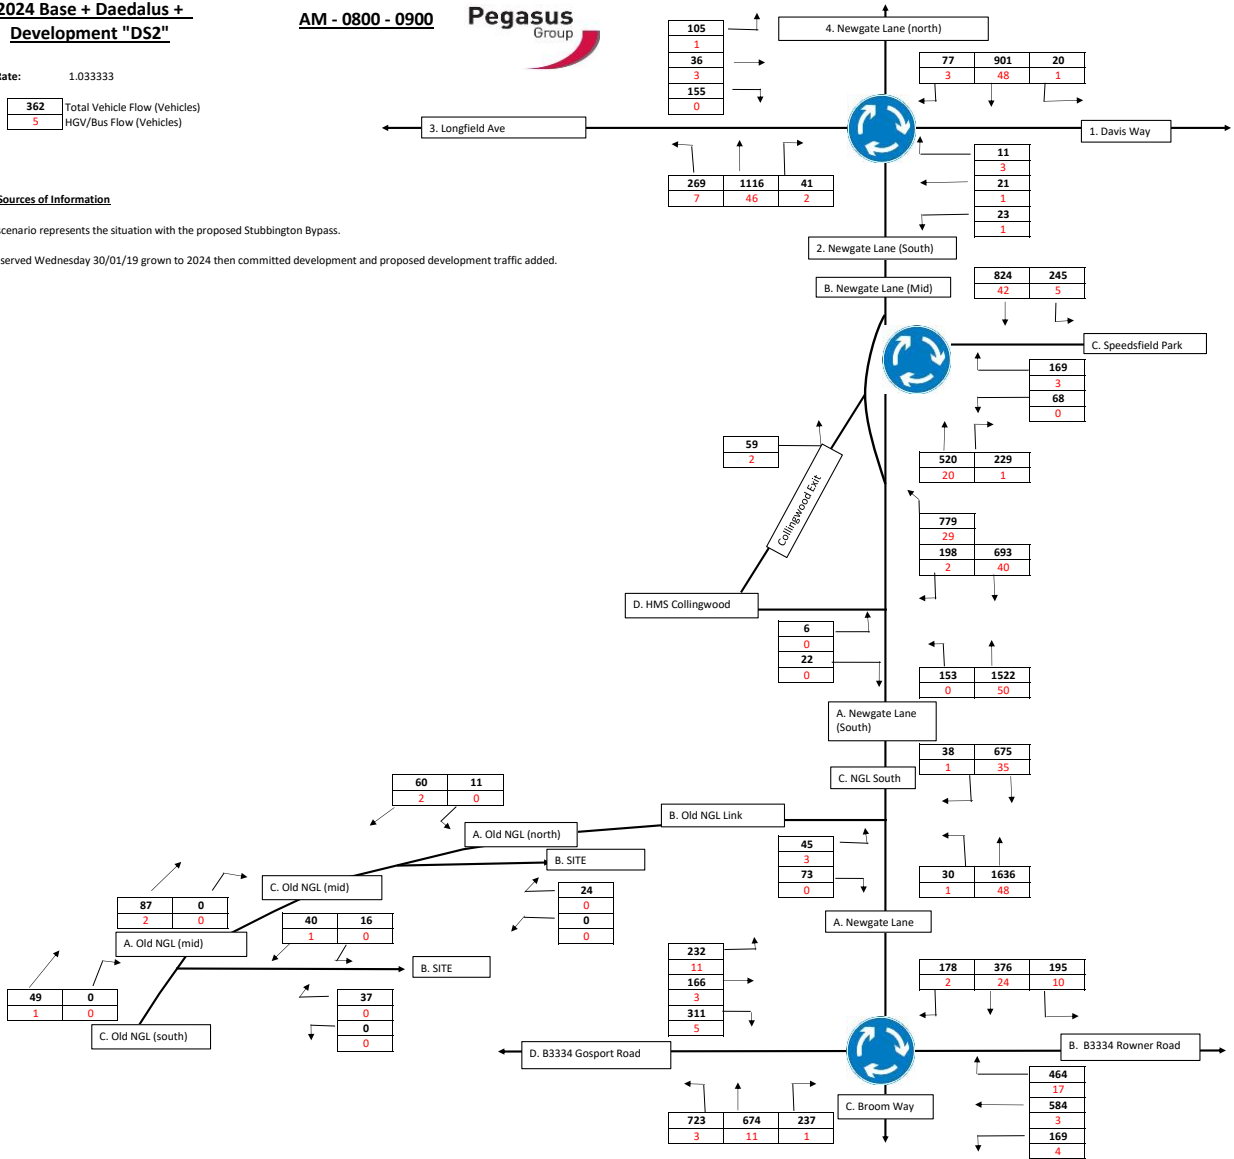 2024 Base + Daedalus +
Development "DS2"
AM - 0800 - 0900
Pegasus
Group
Rate: 1.033333
362 Total Vehicle Flow (Vehicles)
5 HGV/Bus Flow (Vehicles)
Sources of Information
scenario represents the situation with the proposed Stubbington Bypass.
served Wednesday 30/01/19 grown to 2024 then committed development and proposed development traffic added.
105
1
36
3
155
0
4. Newgate Lane (north)
77 901 20
3 48 1
3. Longfield Ave
1. Davis Way
269 1116 41
7 46 2
11
3
21
1
23
1
2. Newgate Lane (South)
B. Newgate Lane (Mid)
824 245
42 5
C. Speedsfield Park
169
3
68
0
59
2
520 229
20 1
Collingwood Exit
779
29
198 693
2 40
D. HMS Collingwood
6
0
22
0
153 1522
0 50
A. Newgate Lane
(South)
38 675
1 35
C. NGL South
60 11
2 0
B. Old NGL Link
A. Old NGL (north)
45
3
73
0
30 1636
1 48
B. SITE
C. Old NGL (mid)
24
0
0
0
87 0
2 0
40 16
1 0
A. Newgate Lane
A. Old NGL (mid)
B. SITE
232
11
166
3
311
5
178 376 195
2 24 10
49 0
1 0
37
0
0
0
C. Old NGL (south)
D. B3334 Gosport Road
B. B3334 Rowner Road
464
17
584
3
169
4
C. Broom Way
723 674 237
3 11 1